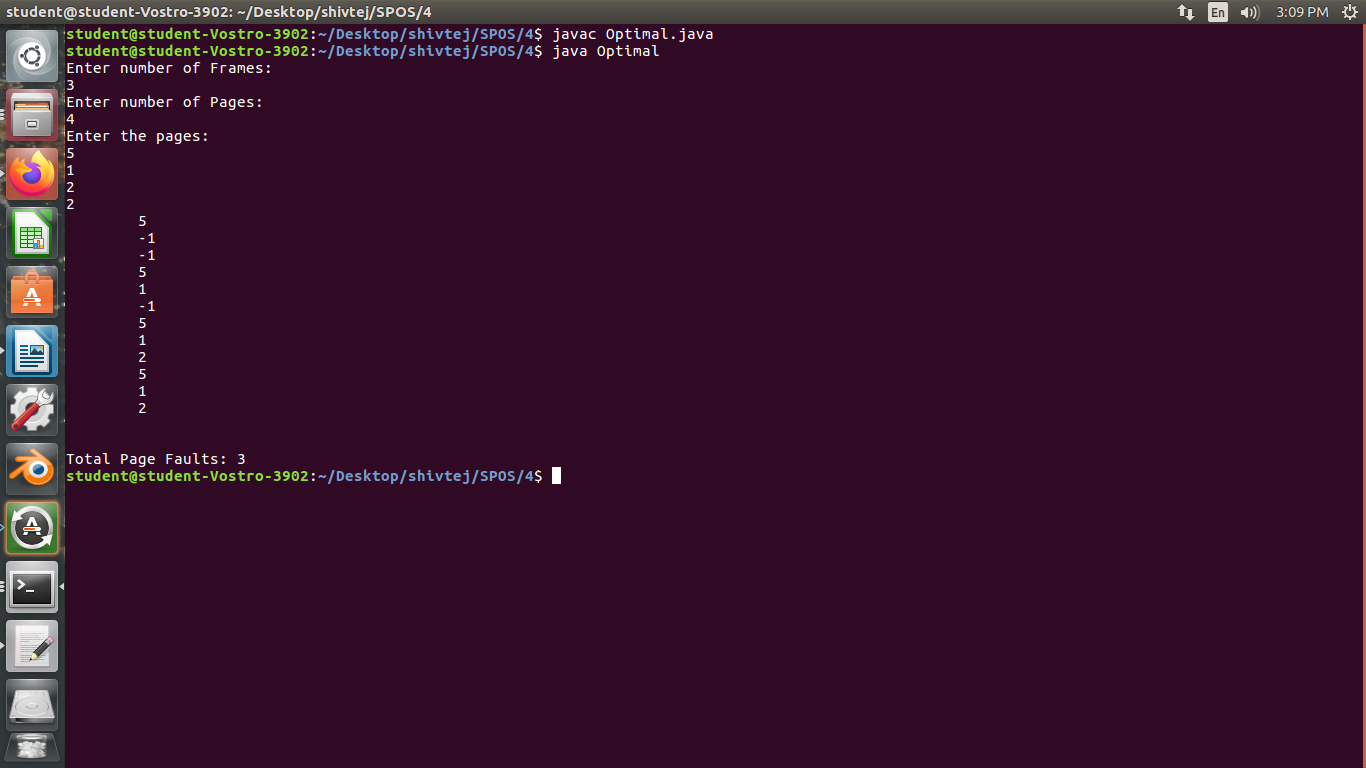 student@student-Vostro-3902: ~/Desktop/shivtej/SPOS/4
En
3:09 PM
student@student-Vostro-3902:~/Desktop/shivtej/SPOS/4$ javac Optimal.java
student@student-Vostro-3902:~/Desktop/shivtej/SPOS/4$ java Optimal
Enter number of Frames:
3
Enter number of Pages:
4
Enter the pages:
5
1
2
2
5
-1
-1
5
1
-1
5
1
2
5
1
2
Total Page Faults: 3
student@student-Vostro-3902:~/Desktop/shivtej/SPOS/4$